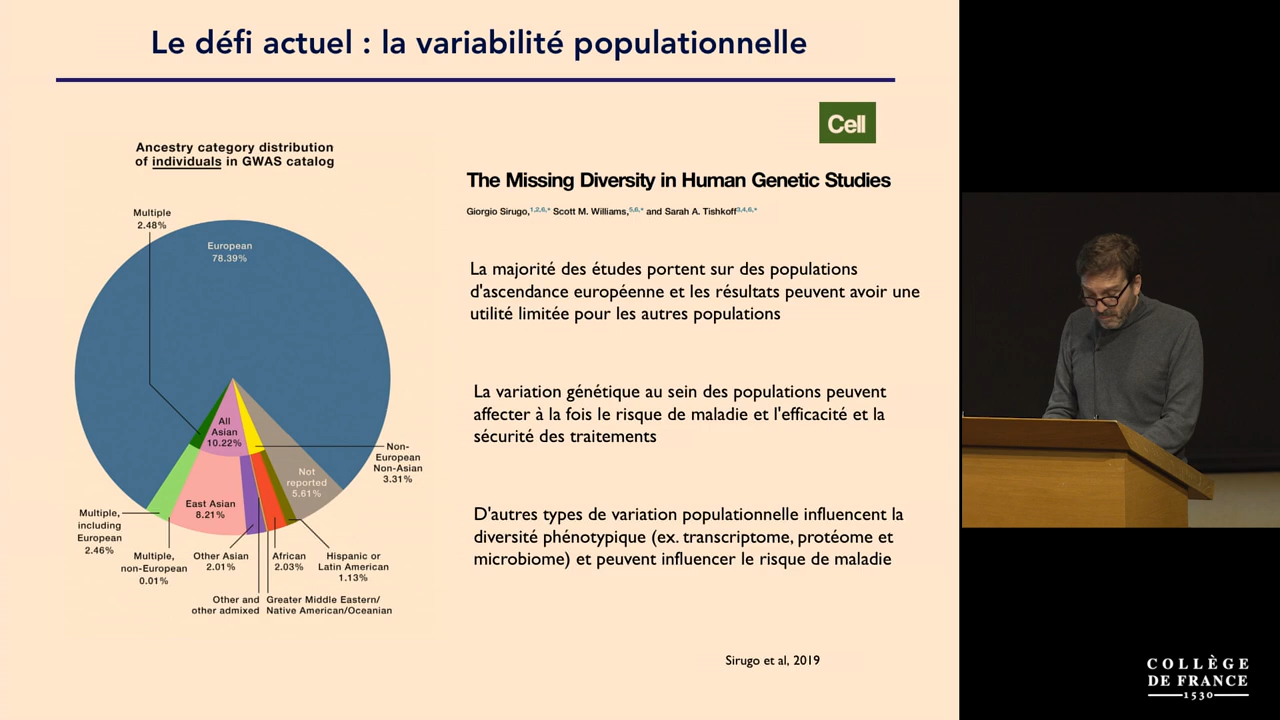 Le défi actuel : la variabilité populationnelle
Cell
Ancestry category distribution
of individuals in GWAS catalog
The Missing Diversity in Human Genetic Studies
Giorgio Sirugo,1,2,6,* Scott M. Williams,5,6,* and Sarah A. Tishkoff3,4,6,*
Multiple
2.48%
European
78.39%
All
Asian
10.22%
Non-
European
Non-Asian
3.31%
Not
reported
5.61%
East Asian
8.21%
Multiple,
including
European
2.46%
Multiple,
non-European
0.01%
Other Asian
2.01%
African
2.03%
Hispanic or
Latin American
1.13%
Other and
other admixed
Greater Middle Eastern/
Native American/Oceanian
La majorité des études portent sur des populations
d'ascendance européenne et les résultats peuvent avoir une
utilité limitée pour les autres populations
La variation génétique au sein des populations peuvent
affecter à la fois le risque de maladie et l'efficacité et la
sécurité des traitements
D'autres types de variation populationnelle influencent la
diversité phénotypique (ex. transcriptome, protéome et
microbiome) et peuvent influencer le risque de maladie
Sirugo et al, 2019
COLLÈGE
DE FRANCE
1530